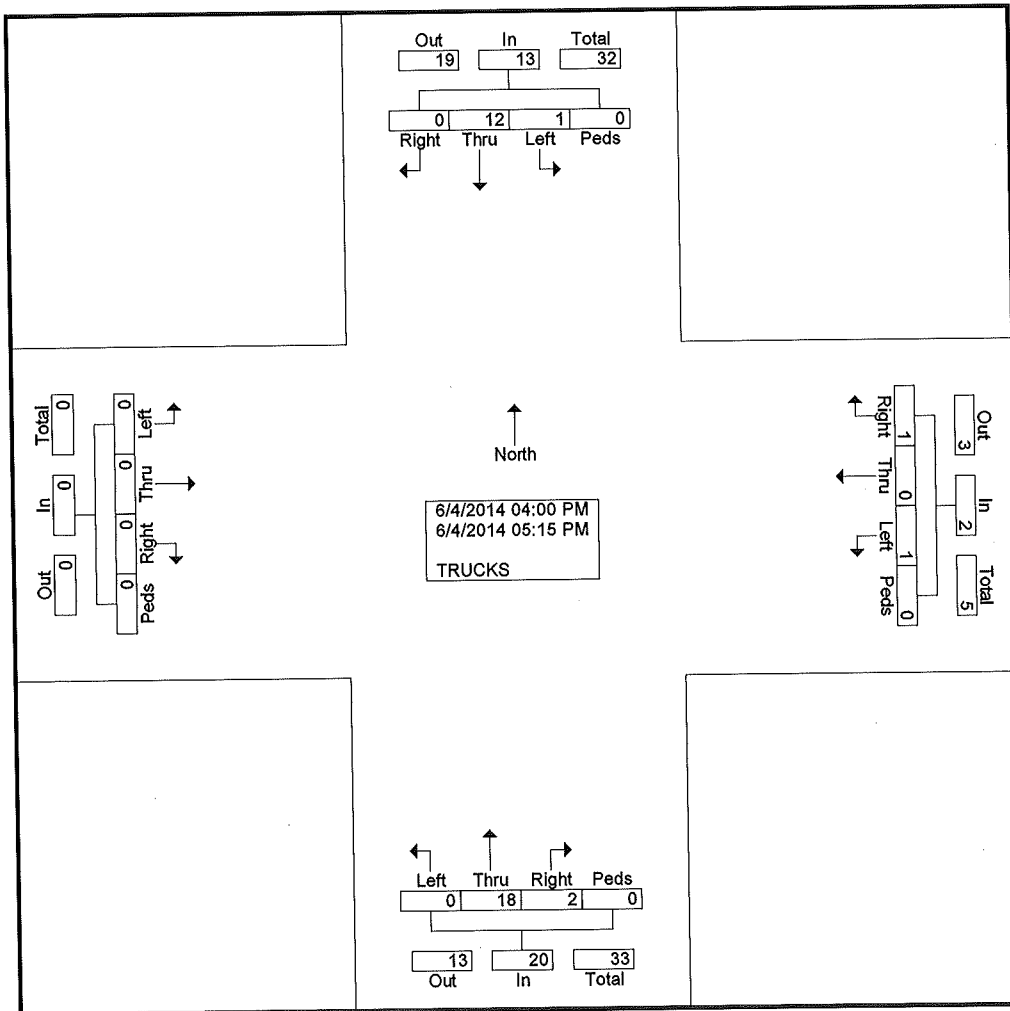 Out In Total
19 13 32
0 12 1 0
Right Thru Left Peds
Total In Out
0 0 0
0 0 0 0
Left Thru Right Peds
North
6/4/2014 04:00 PM
6/4/2014 05:15 PM
TRUCKS
Out In Total
3 2 5
1 0 1 0
Right Thru Left Peds
Left Thru Right Peds
0 18 2 0
13 20 33
Out In Total